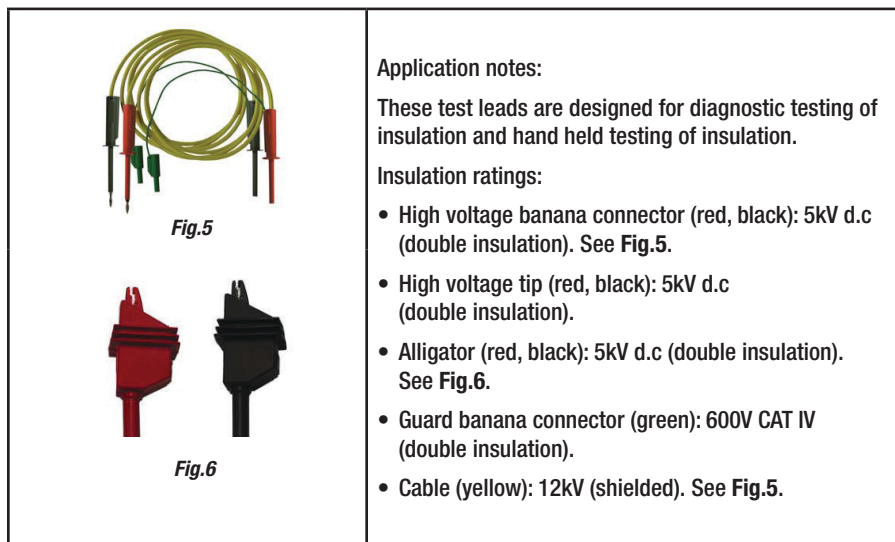 Fig.5
Fig.6
Application notes:
These test leads are designed for diagnostic testing of
insulation and hand held testing of insulation.
Insulation ratings:
• High voltage banana connector (red, black): 5kV d.c
(double insulation). See Fig.5.
• High voltage tip (red, black): 5kV d.c
(double insulation).
• Alligator (red, black): 5kV d.c (double insulation).
See Fig.6.
• Guard banana connector (green): 600V CAT IV
(double insulation).
• Cable (yellow): 12kV (shielded). See Fig.5.